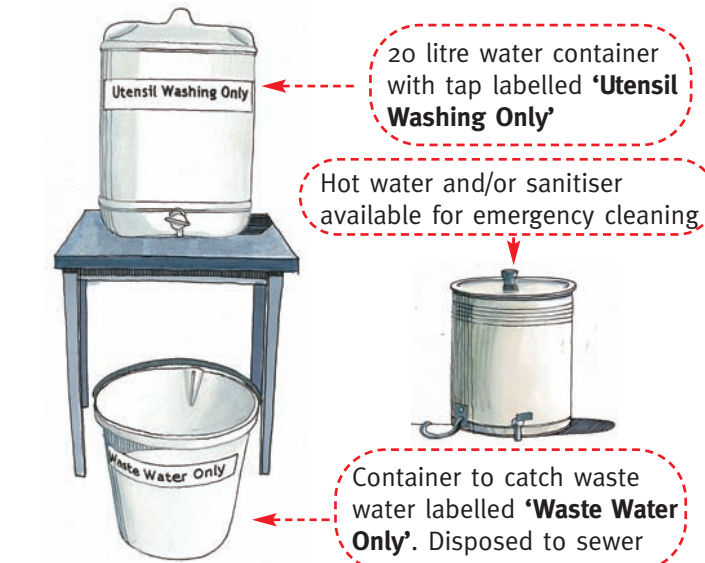 Utensil Washing Only
20 litre water container
with tap labelled ‘Utensil
Washing Only’
Hot water and/or sanitiser
available for emergency cleaning
Waste Water Only
Container to catch waste
water labelled ‘Waste Water
Only’. Disposed to sewer